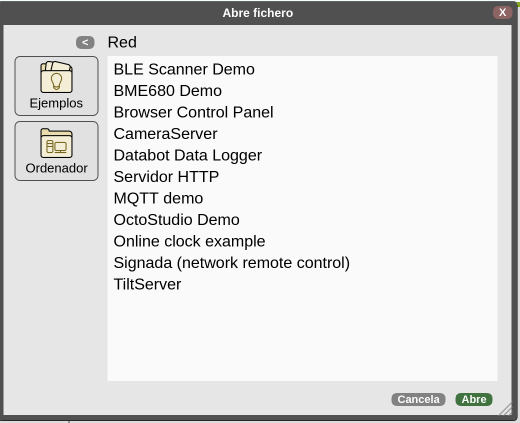 Abre fichero
X
<
Red
Ejemplos
Ordenador
BLE Scanner Demo
BME680 Demo
Browser Control Panel
CameraServer
Databot Data Logger
Servidor HTTP
MQTT demo
OctoStudio Demo
Online clock example
Signada (network remote control)
TiltServer
Cancela
Abre